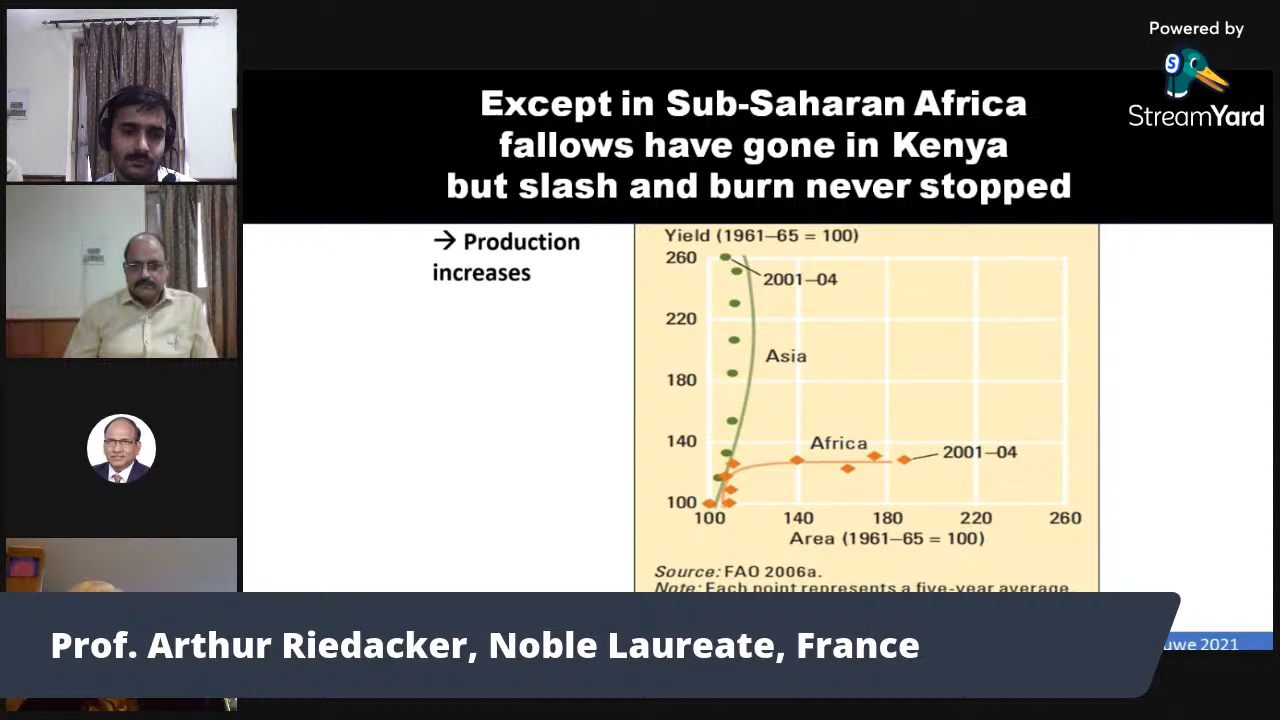 Powered by
StreamYard
Except in Sub-Saharan Africa
fallows have gone in Kenya
but slash and burn never stopped
→ Production
increases
Yield (1961–65 = 100)
260
2001–04
220
Asia
180
140
Africa
2001–04
100
100 140 180 220 260
Area (1961–65 = 100)
Source: FAO 2006a.
Note: Each point represents a five-year average.
Prof. Arthur Riedacker, Noble Laureate, France
2021